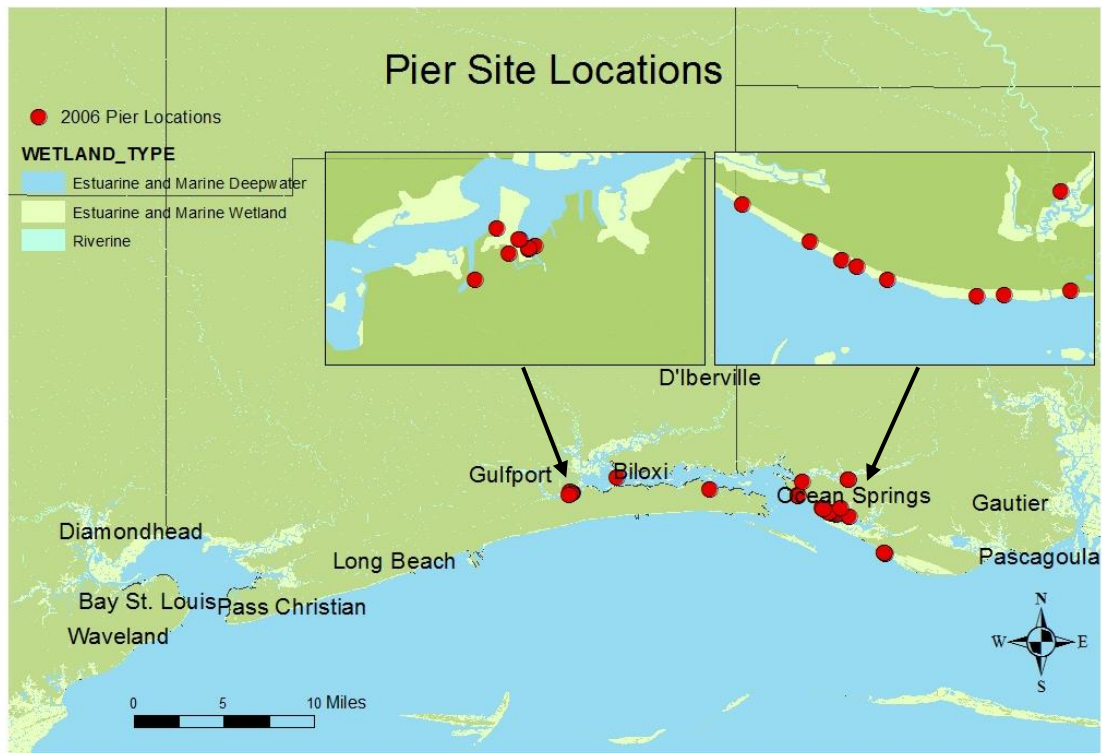 Pier Site Locations
2006 Pier Locations
WETLAND_TYPE
Estuarine and Marine Deepwater
Estuarine and Marine Wetland
Riverine
D'Iberville
Gulfport
Biloxi
Ocean Springs
Gautier
Diamondhead
Long Beach
Pascagoula
Bay St. Louis
Pass Christian
Waveland
N
W E
S
0 5 10 Miles